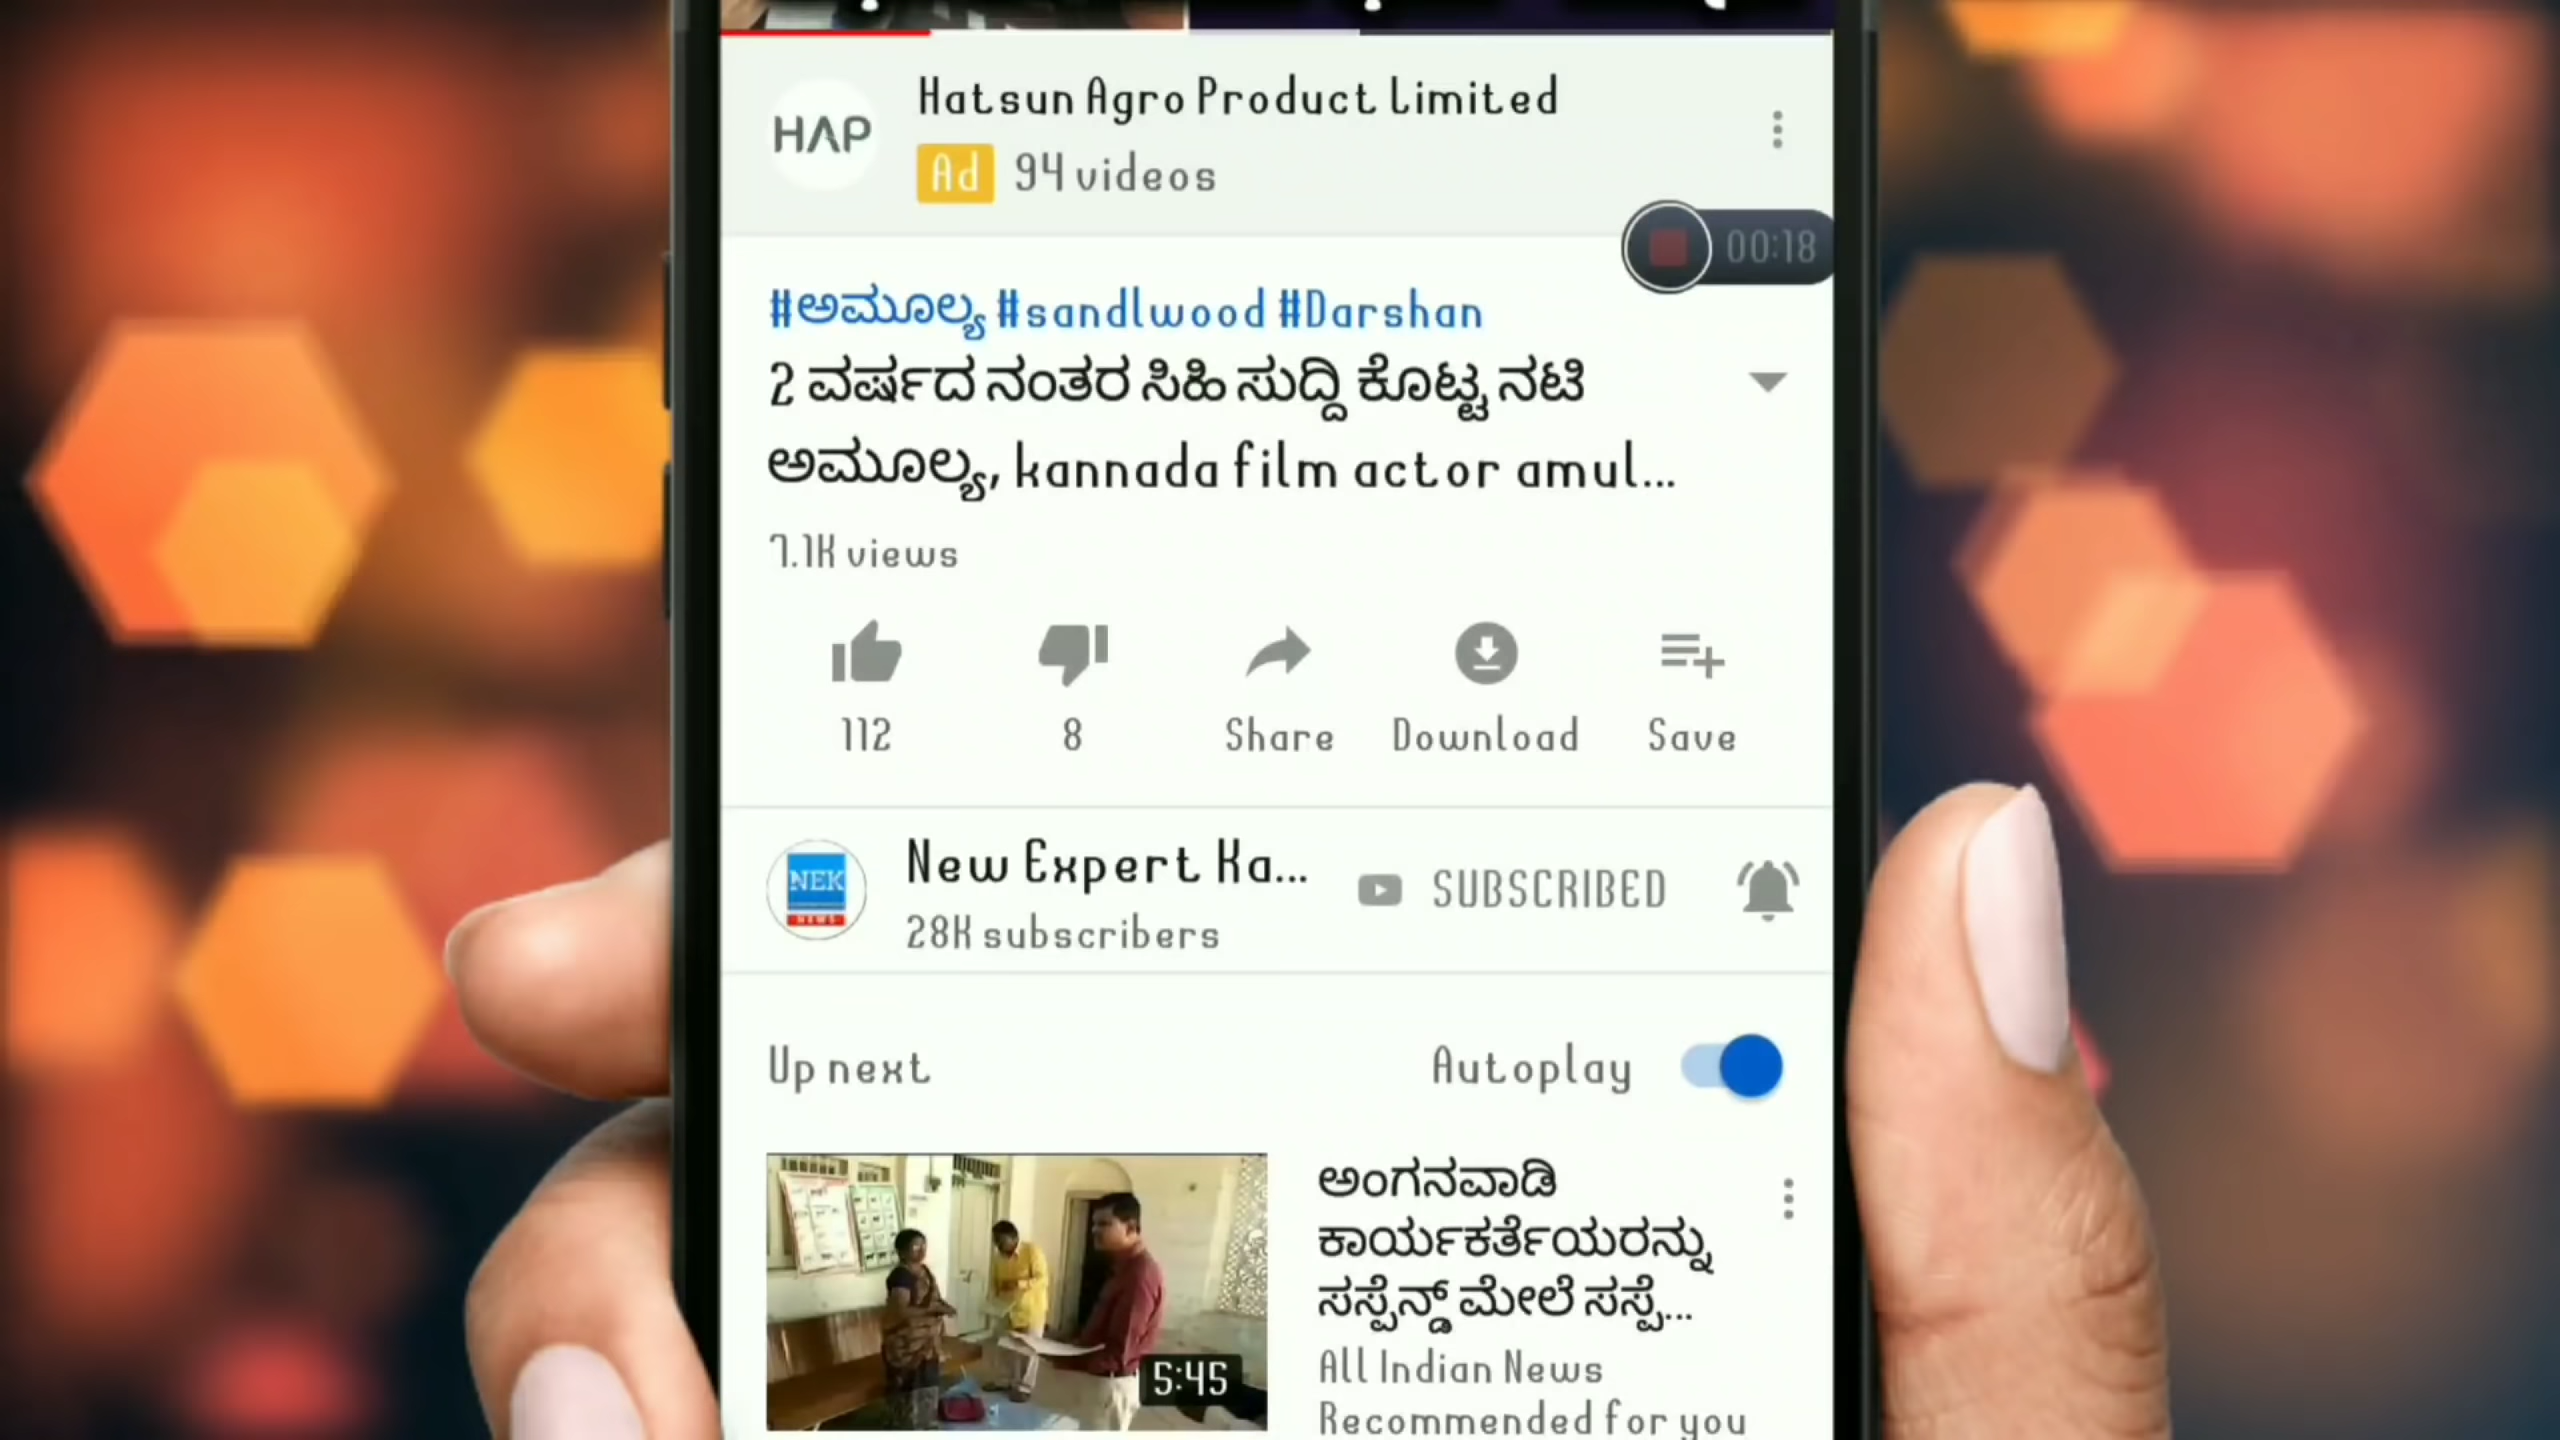 Hatsun Agro Product Limited
HAP
Ad 94 videos
00:18
#ಅಮೂಲ್ಯ #sandlwood #Darshan
2 ವರ್ಷದ ನಂತರ ಸಿಹಿ ಸುದ್ದಿ ಕೊಟ್ಟ ನಟಿ
ಅಮೂಲ್ಯ, kannada film actor amul...
7.1K views
112 8 Share Download Save
New Expert Ka...
NEK
NEWS
SUBSCRIBED
28K subscribers
Up next Autoplay
ಅಂಗನವಾಡಿ
ಕಾರ್ಯಕರ್ತೆಯರನ್ನು
ಸಸ್ಪೆನ್ಡ್ ಮೇಲೆ ಸಸ್ಪೆ...
5:45
All Indian News
Recommended for you